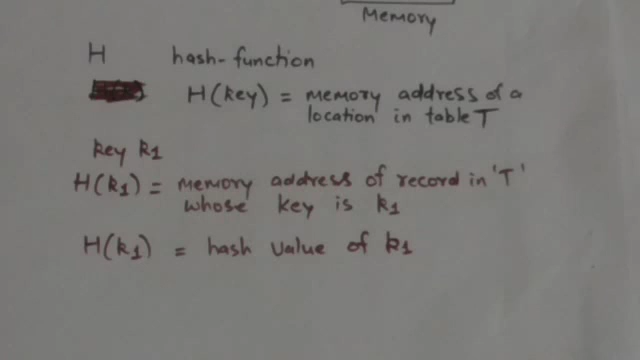 Memory
H hash-function
H(key) = memory address of a
location in table T
key k1
H(k1) = memory address of record in 'T'
whose key is k1
H(k1) = hash value of k1